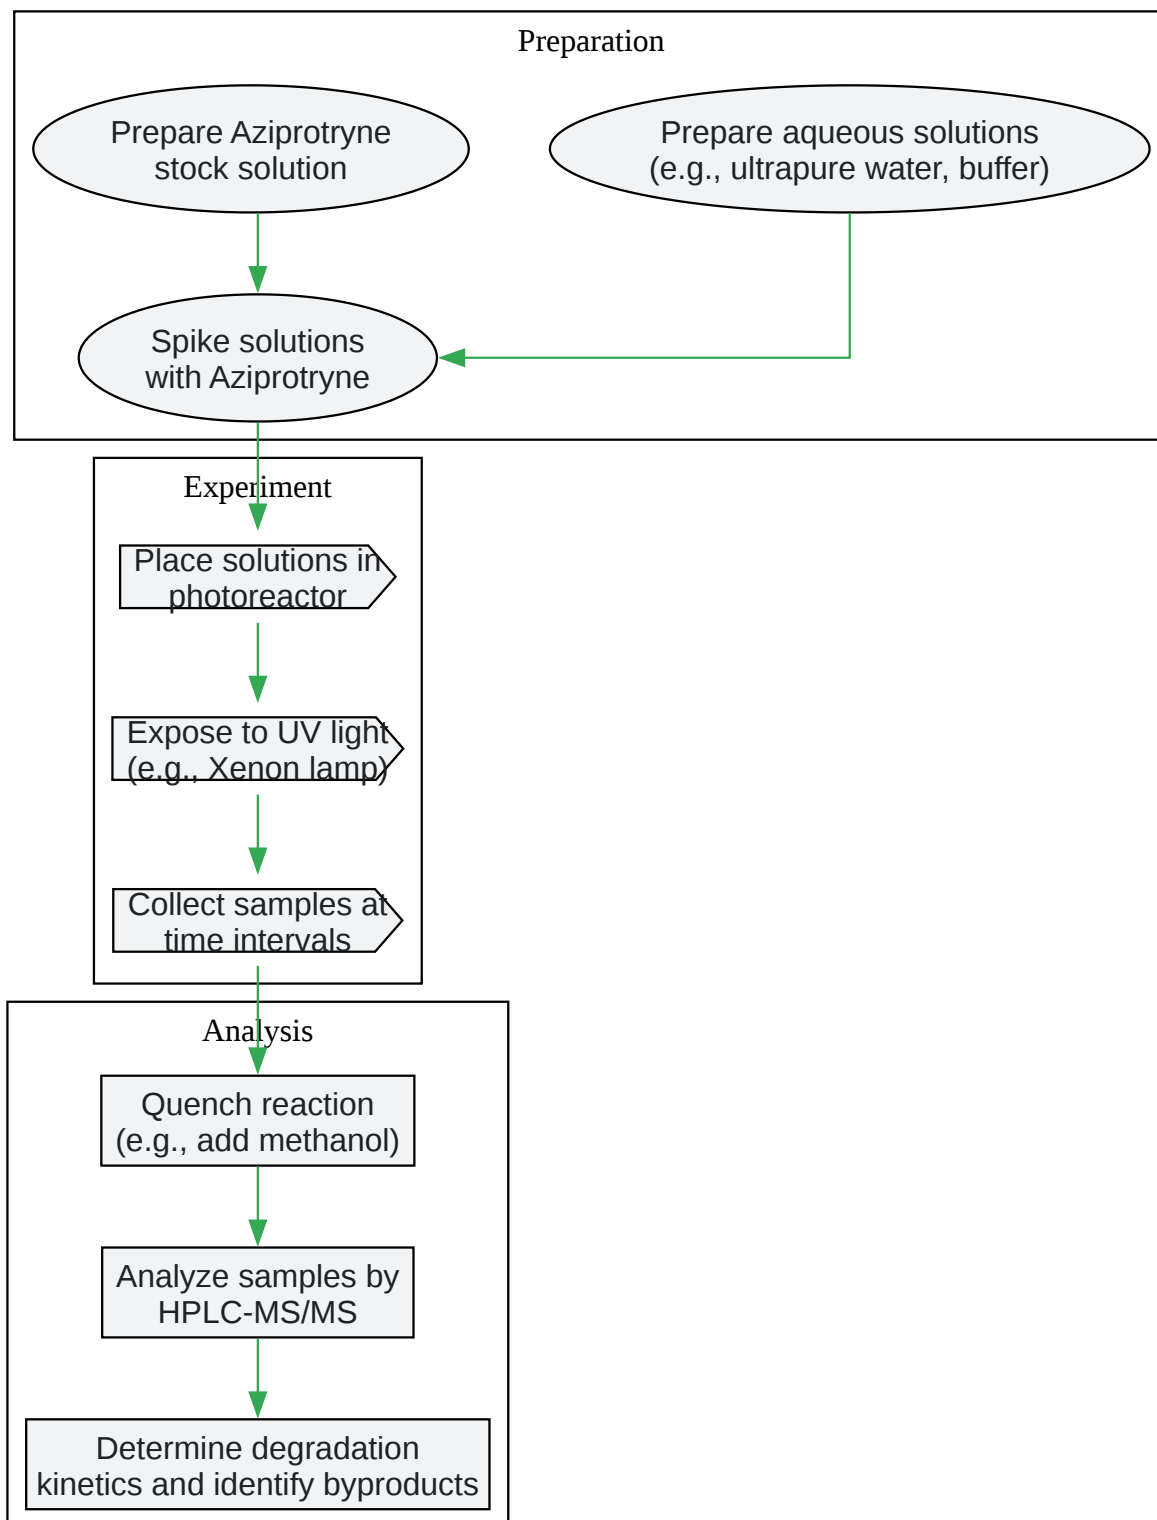 Preparation
Prepare Aziprotryne
stock solution
Prepare aqueous solutions
(e.g., ultrapure water, buffer)
Spike solutions
with Aziprotryne
Experiment
Place solutions in
photoreactor
Expose to UV light
(e.g., Xenon lamp)
Collect samples at
time intervals
Analysis
Quench reaction
(e.g., add methanol)
Analyze samples by
HPLC-MS/MS
Determine degradation
kinetics and identify byproducts